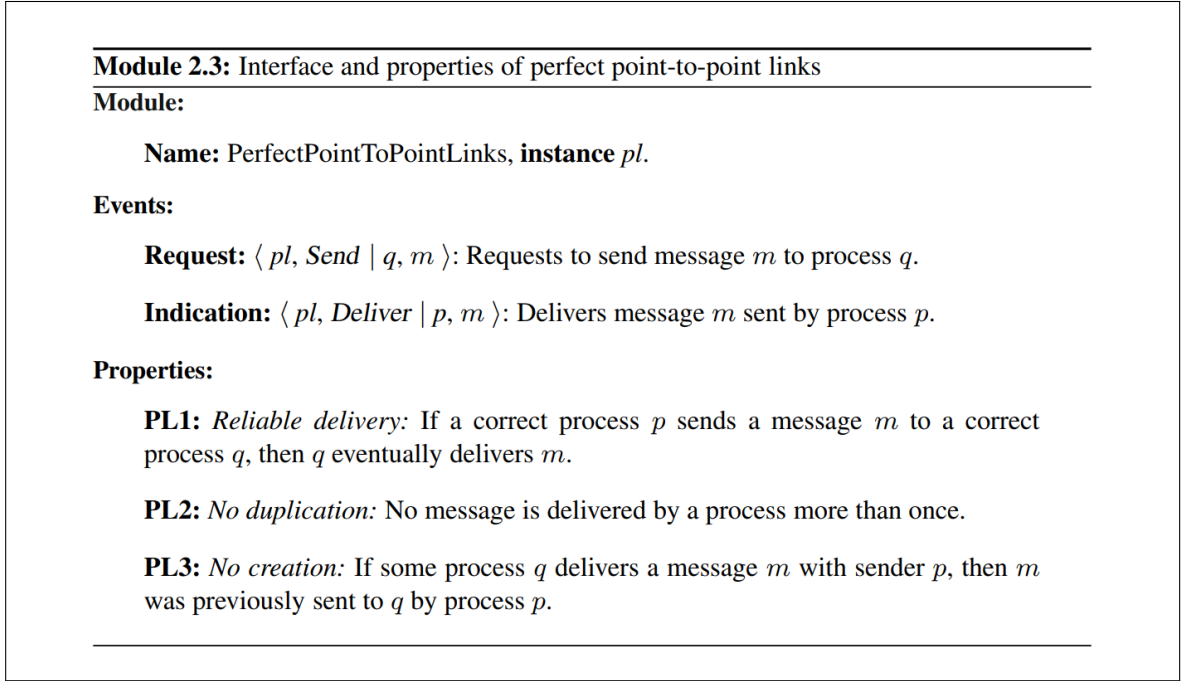 Module 2.3: Interface and properties of perfect point-to-point links
Module:
Name: PerfectPointToPointLinks, instance pl.
Events:
Request: ⟨ pl, Send | q, m ⟩: Requests to send message m to process q.
Indication: ⟨ pl, Deliver | p, m ⟩: Delivers message m sent by process p.
Properties:
PL1: Reliable delivery: If a correct process p sends a message m to a correct
process q, then q eventually delivers m.
PL2: No duplication: No message is delivered by a process more than once.
PL3: No creation: If some process q delivers a message m with sender p, then m
was previously sent to q by process p.